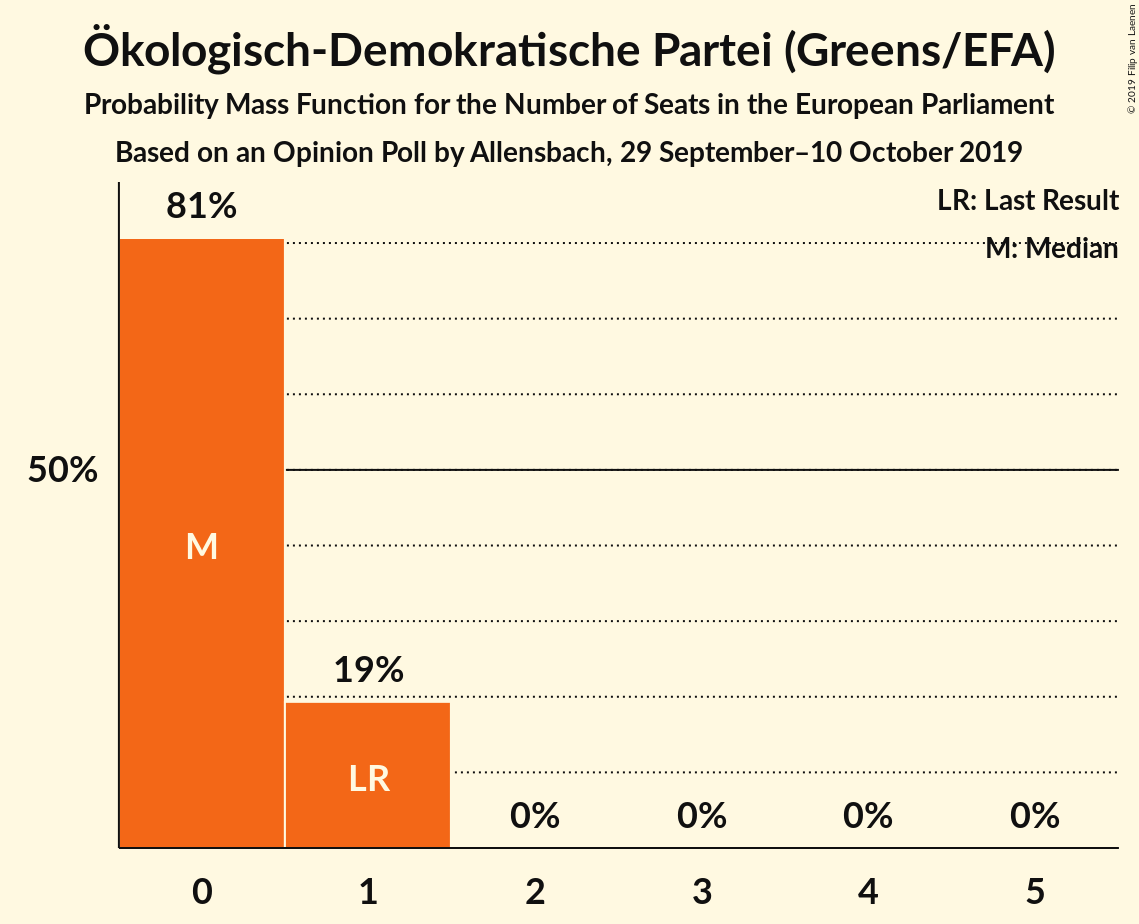 Ökologisch-Demokratische Partei (Greens/EFA)
Probability Mass Function for the Number of Seats in the European Parliament
Based on an Opinion Poll by Allensbach, 29 September–10 October 2019
© 2019 Filip van Laenen
LR: Last Result
M: Median
81%
50%
M
19%
LR
0%
0%
0%
0%
0
1
2
3
4
5